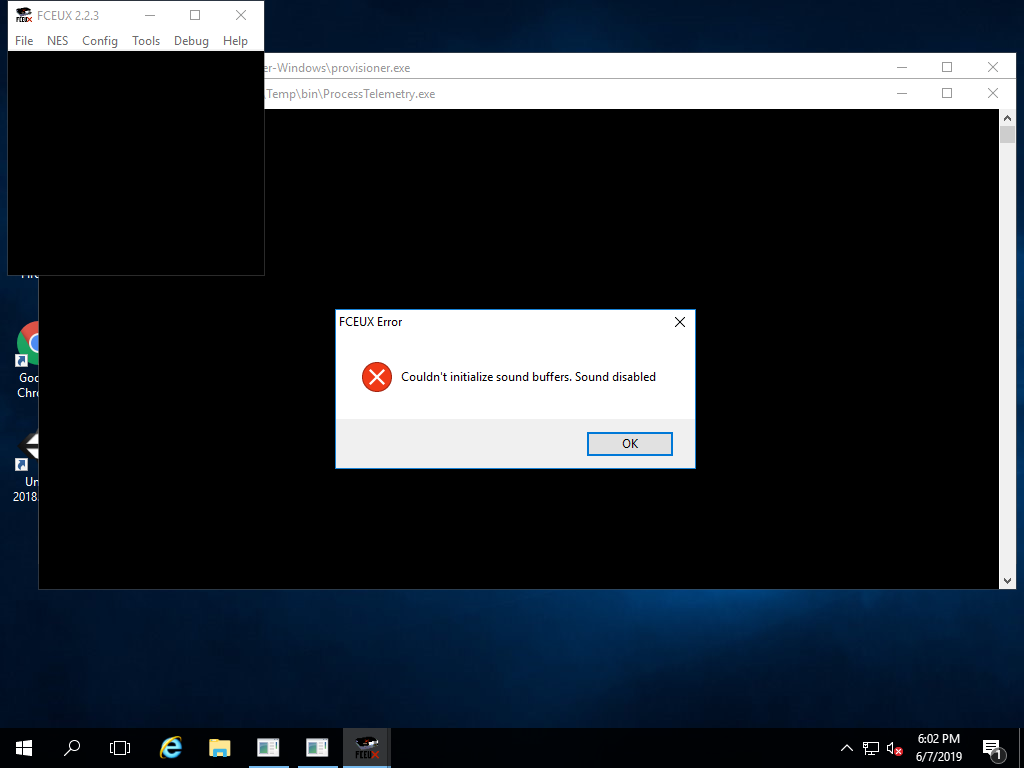 FCEUX 2.2.3
File NES Config Tools Debug Help
er-Windows\provisioner.exe
\Temp\bin\ProcessTelemetry.exe
FCEUX Error
Couldn't initialize sound buffers. Sound disabled
OK
Goo
Chro
Un
2018.
6:02 PM
6/7/2019
1